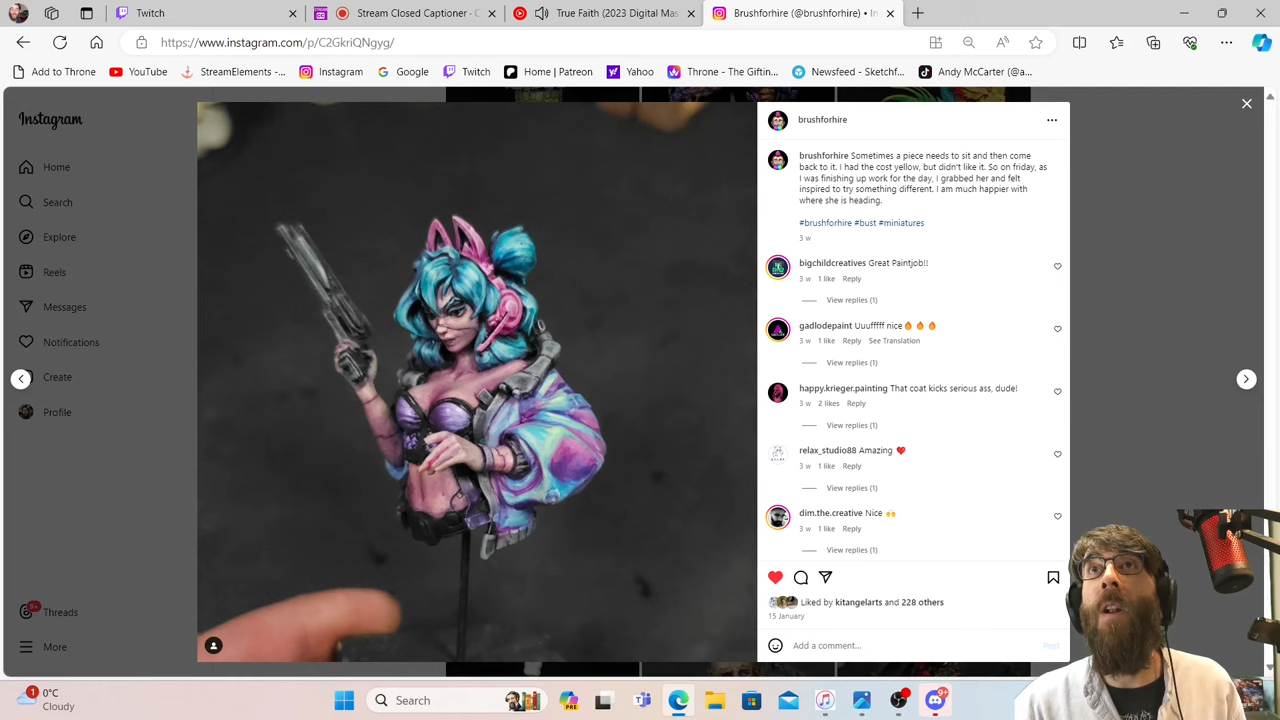 Twitch
Stream Closed Captioner - C
True Faith (2023 Digital Mas
Brushforhire (@brushforhire) • In
https://www.instagram.com/p/C2GkriQNgyg/
Add to Throne
YouTube
StreamElements -...
Instagram
Google
Twitch
Home | Patreon
Yahoo
Throne - The Giftin...
Newsfeed - Sketchf...
Andy McCarter (@a...
Instagram
Home
Search
Explore
Reels
Messages
Notifications
Create
Profile
9+
Threads
More
brushforhire
brushforhire Sometimes a piece needs to sit and then come
back to it. I had the cost yellow, but didn't like it. So on friday, as
I was finishing up work for the day, I grabbed her and felt
inspired to try something different. I am much happier with
where she is heading.
#brushforhire #bust #miniatures
3 w
bigchildcreatives Great Paintjob!!
3 w 1 like Reply
View replies (1)
gadlodepaint Uuufffff nice🔥🔥🔥
3 w 1 like Reply See Translation
View replies (1)
happy.krieger.painting That coat kicks serious ass, dude!
3 w 2 likes Reply
View replies (1)
relax_studio88 Amazing ❤️
3 w 1 like Reply
View replies (1)
dim.the.creative Nice 🙌
3 w 1 like Reply
View replies (1)
Liked by kitangelarts and 228 others
15 January
Add a comment...
Post
1
0°C
Cloudy
Search
9+